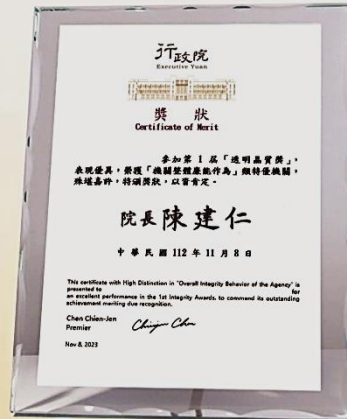 行政院
Executive Yuan
獎 狀
Certificate of Merit
參加第 1 屆「透明晶質獎」,
表現優異,榮獲「機關整體廉能作為」類特優機關,
殊堪嘉許,特頒獎狀,以資肯定。
院長 陳建仁
中 華 民 國 112 年 11 月 8 日
This certificate with High Distinction in "Overall Integrity Behavior of the Agency" is
presented to for
an excellent performance in the 1st Integrity Awards, to commend its outstanding
achievement meriting due recognition.
Chen Chien-Jen
Premier
Nov 8, 2023